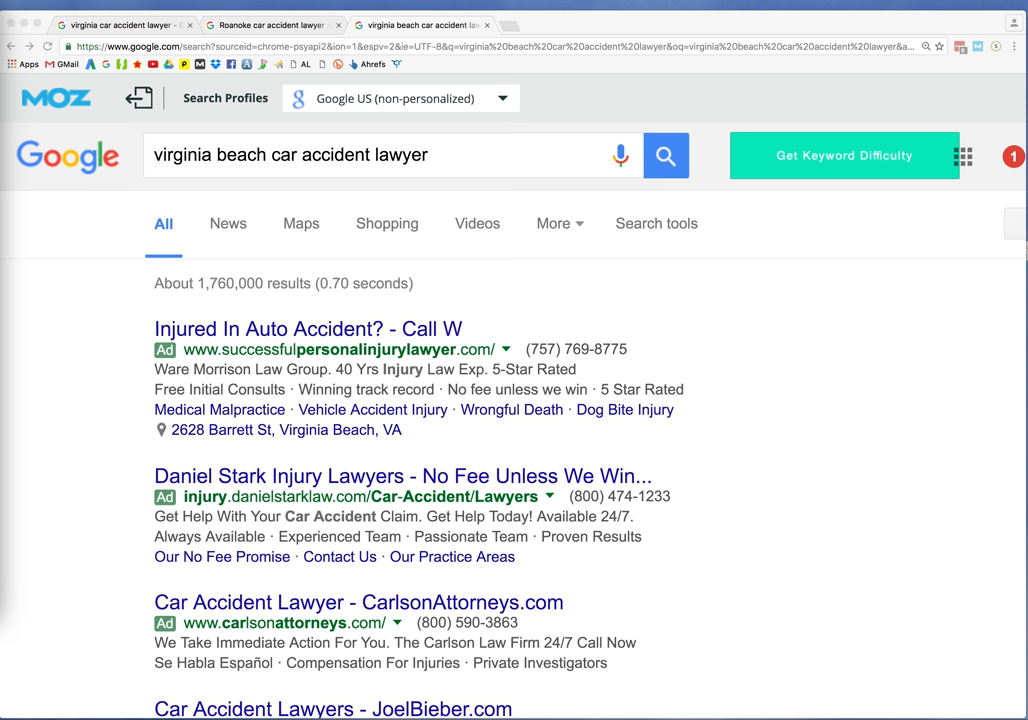 virginia car accident lawyer -
Roanoke car accident lawyer -
virginia beach car accident law
https://www.google.com/search?sourceid=chrome-psyapi2&ion=1&espv=2&ie=UTF-8&q=virginia%20beach%20car%20accident%20lawyer&oq=virginia%20beach%20car%20accident%20lawyer&a...
Apps GMail AL Ahrefs
MOZ Search Profiles Google US (non-personalized)
Google virginia beach car accident lawyer Get Keyword Difficulty 1
All News Maps Shopping Videos More Search tools
About 1,760,000 results (0.70 seconds)
Injured In Auto Accident? - Call W
Ad www.successfulpersonalinjurylawyer.com/ (757) 769-8775
Ware Morrison Law Group. 40 Yrs Injury Law Exp. 5-Star Rated
Free Initial Consults · Winning track record · No fee unless we win · 5 Star Rated
Medical Malpractice · Vehicle Accident Injury · Wrongful Death · Dog Bite Injury
2628 Barrett St, Virginia Beach, VA
Daniel Stark Injury Lawyers - No Fee Unless We Win...
Ad injury.danielstarklaw.com/Car-Accident/Lawyers (800) 474-1233
Get Help With Your Car Accident Claim. Get Help Today! Available 24/7.
Always Available · Experienced Team · Passionate Team · Proven Results
Our No Fee Promise · Contact Us · Our Practice Areas
Car Accident Lawyer - CarlsonAttorneys.com
Ad www.carlsonattorneys.com/ (800) 590-3863
We Take Immediate Action For You. The Carlson Law Firm 24/7 Call Now
Se Habla Español · Compensation For Injuries · Private Investigators
Car Accident Lawyers - JoelBieber.com